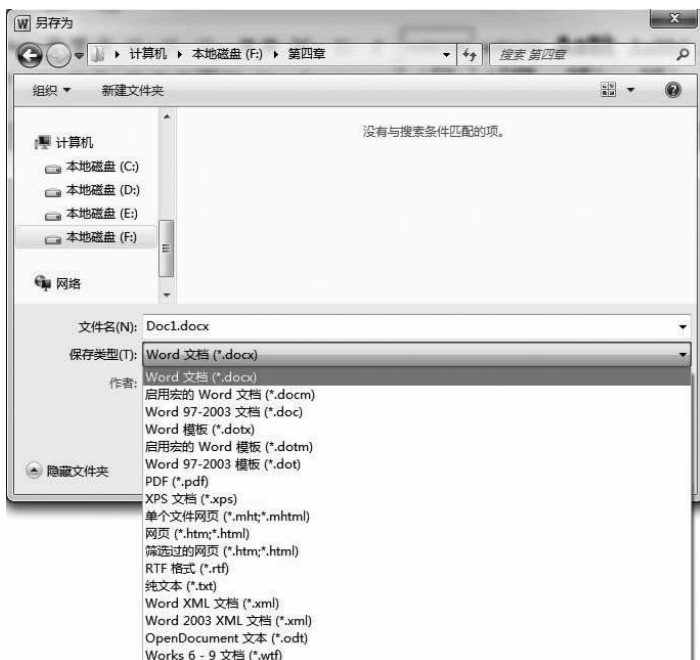 另存为
计算机 本地磁盘 (F:) 第四章
搜索 第四章
组织 新建文件夹
没有与搜索条件匹配的项。
计算机
本地磁盘 (C:)
本地磁盘 (D:)
本地磁盘 (E:)
本地磁盘 (F:)
网络
文件名(N): Doc1.docx
保存类型(T): Word 文档 (*.docx)
作者:
Word 文档 (*.docx)
启用宏的 Word 文档 (*.docm)
Word 97-2003 文档 (*.doc)
Word 模板 (*.dotx)
启用宏的 Word 模板 (*.dotm)
Word 97-2003 模板 (*.dot)
PDF (*.pdf)
XPS 文档 (*.xps)
单个文件网页 (*.mht;*.mhtml)
网页 (*.htm;*.html)
筛选过的网页 (*.htm;*.html)
RTF 格式 (*.rtf)
纯文本 (*.txt)
Word XML 文档 (*.xml)
Word 2003 XML 文档 (*.xml)
OpenDocument 文本 (*.odt)
Works 6 - 9 文档 (*.wtf)
隐藏文件夹